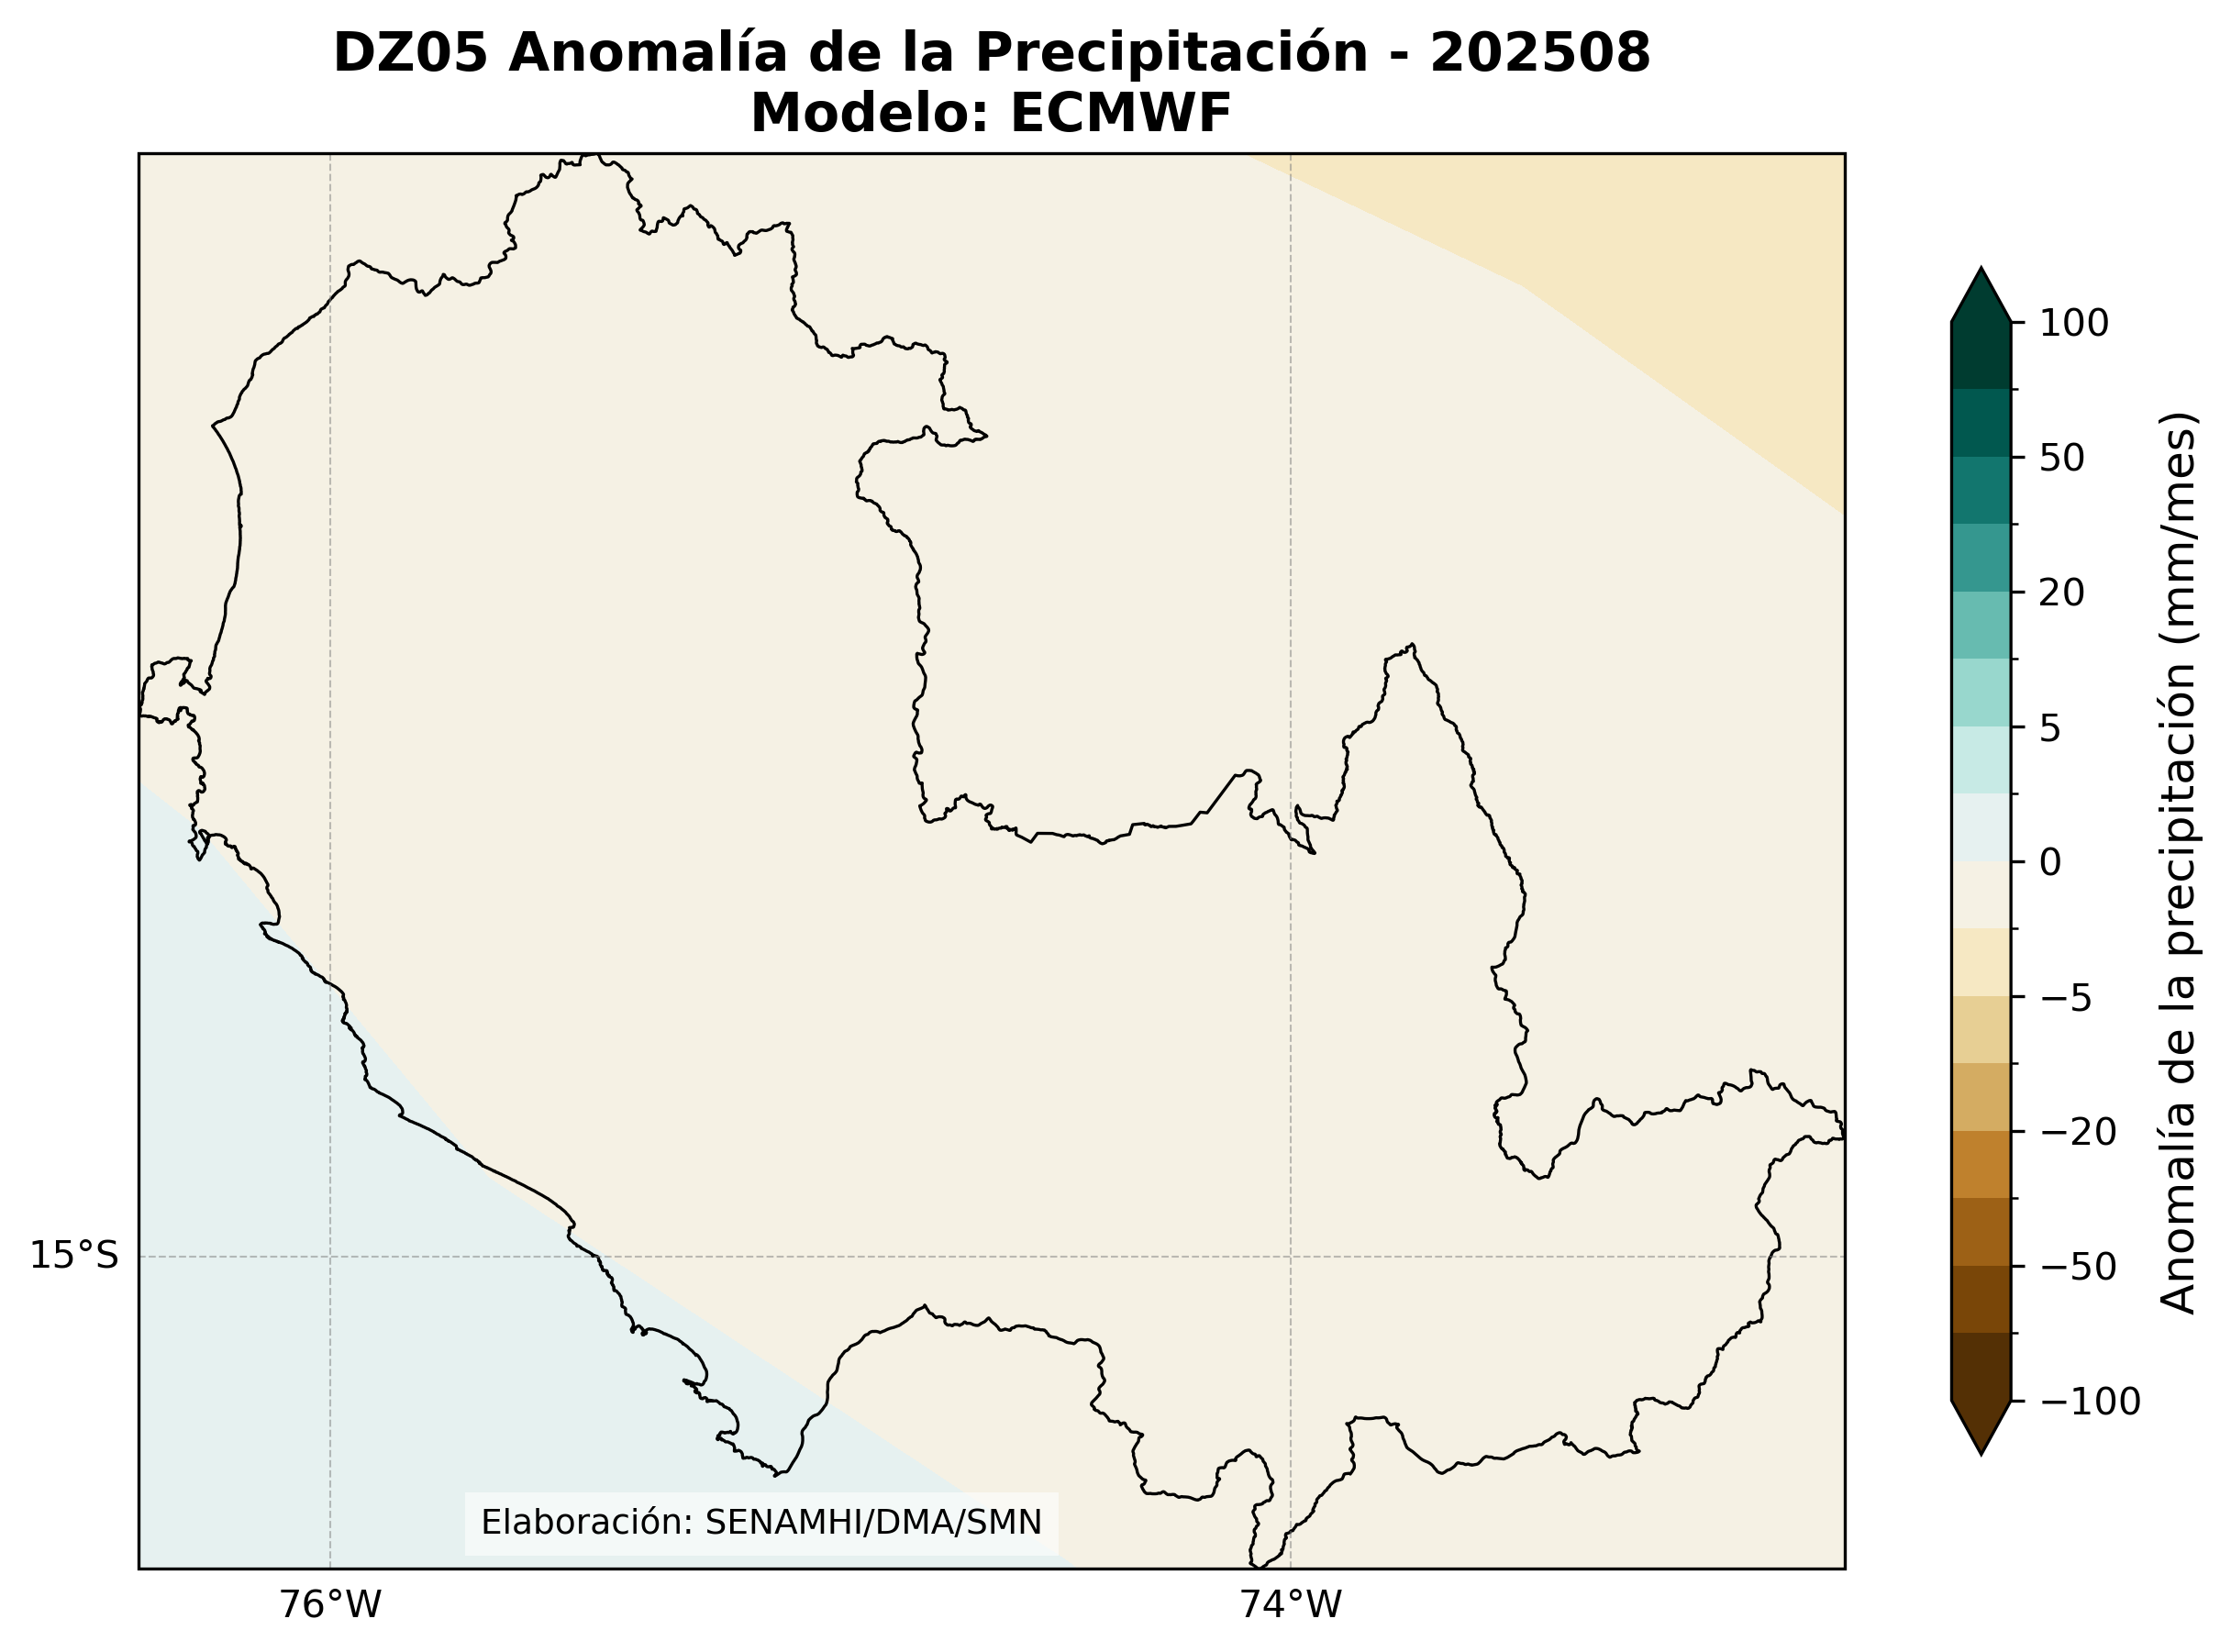 DZ05 Anomalía de la Precipitación - 202508
Modelo: ECMWF
100
50
20
5
0
−5
−20
−50
−100
Anomalía de la precipitación (mm/mes)
15°S
Elaboración: SENAMHI/DMA/SMN
76°W
74°W